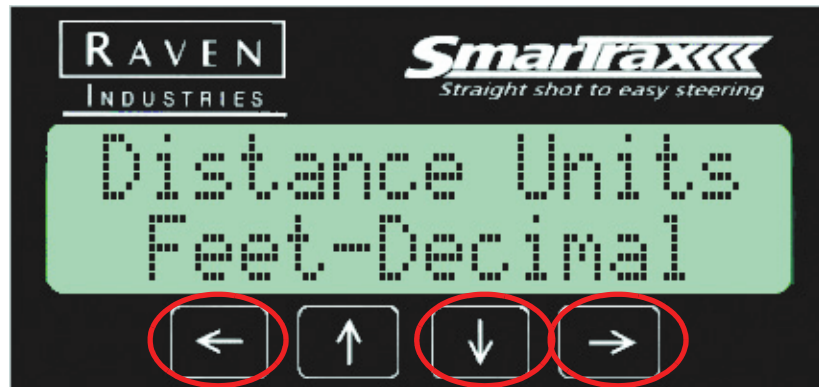 RAVEN
INDUSTRIES
SmarTrax
Straight shot to easy steering
Distance Units
Feet-Decimal
← ↑ ↓ →